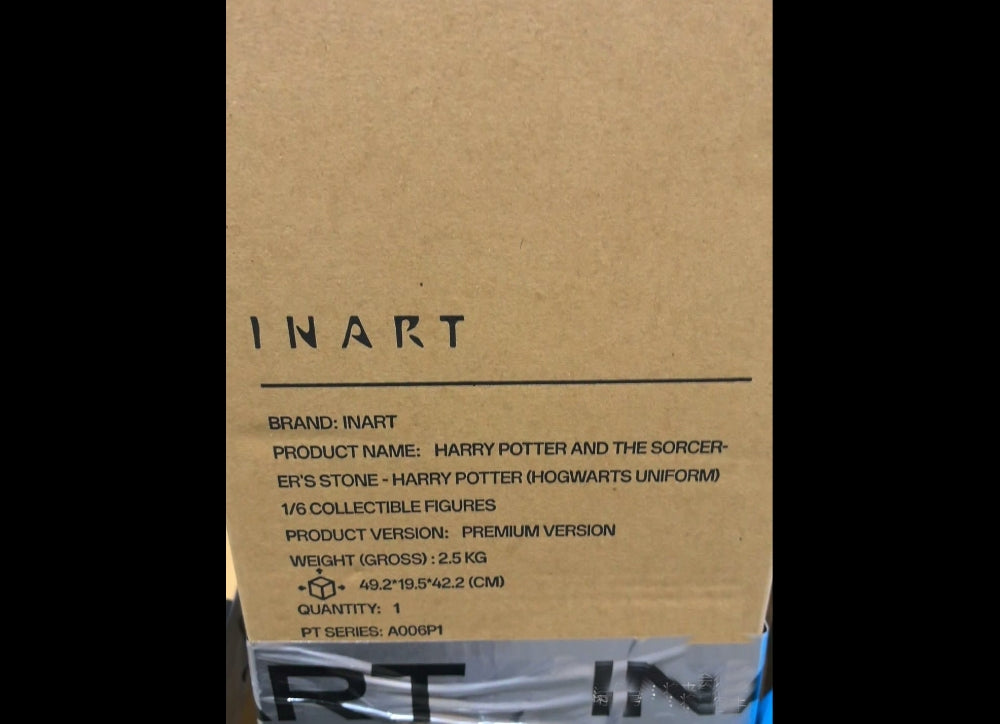 INART
BRAND: INART
PRODUCT NAME: HARRY POTTER AND THE SORCER-
ER'S STONE - HARRY POTTER (HOGWARTS UNIFORM)
1/6 COLLECTIBLE FIGURES
PRODUCT VERSION: PREMIUM VERSION
WEIGHT (GROSS) : 2.5 KG
49.2*19.5*42.2 (CM)
QUANTITY: 1
PT SERIES: A006P1
RT IN